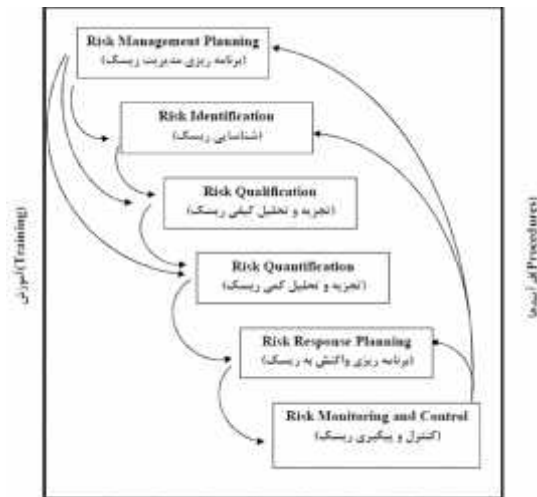 Risk Management Planning
(برنامه ریزی مدیریت ریسک)
Risk Identification
(شناسایی ریسک)
Risk Qualification
(تجزیه و تحلیل کیفی ریسک)
Risk Quantification
(تجزیه و تحلیل کمی ریسک)
Risk Response Planning
(برنامه ریزی واکنش به ریسک)
Risk Monitoring and Control
(کنترل و پیگیری ریسک)
آموزش (Training)
فرآیندها (Procedures)